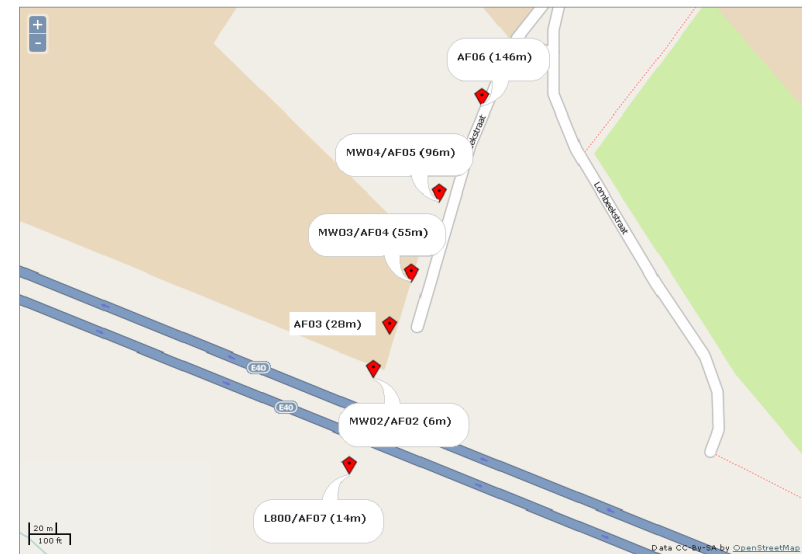 +
-
AF06 (146m)
MW04/AF05 (96m)
ekstraat
Lombeekstraat
MW03/AF04 (55m)
AF03 (28m)
E40
E40
MW02/AF02 (6m)
L800/AF07 (14m)
20 m
100 ft
Data CC-By-SA by OpenStreetMap